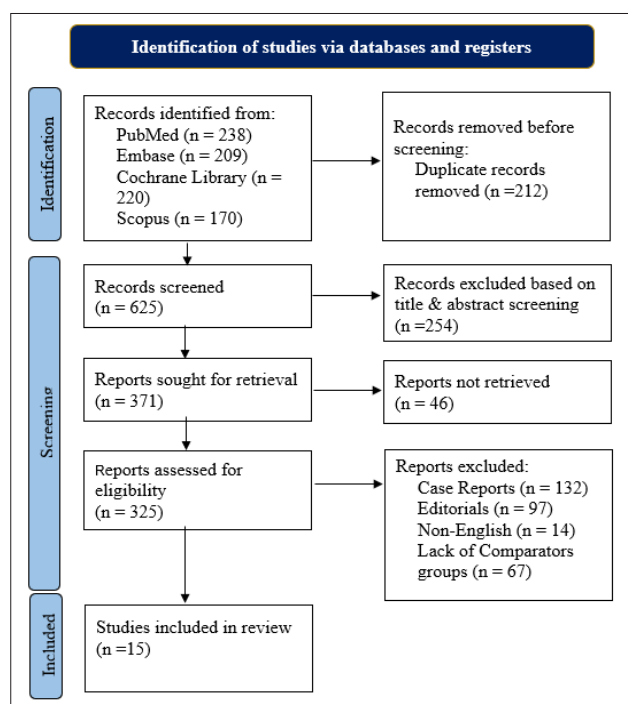 Identification of studies via databases and registers
Identification
Records identified from:
PubMed (n = 238)
Embase (n = 209)
Cochrane Library (n =
220)
Scopus (n = 170)
Records removed before
screening:
Duplicate records
removed (n =212)
Screening
Records screened
(n = 625)
Records excluded based on
title & abstract screening
(n =254)
Reports sought for retrieval
(n = 371)
Reports not retrieved
(n = 46)
Reports assessed for
eligibility
(n = 325)
Reports excluded:
Case Reports (n = 132)
Editorials (n = 97)
Non-English (n = 14)
Lack of Comparators
groups (n = 67)
Included
Studies included in review
(n =15)